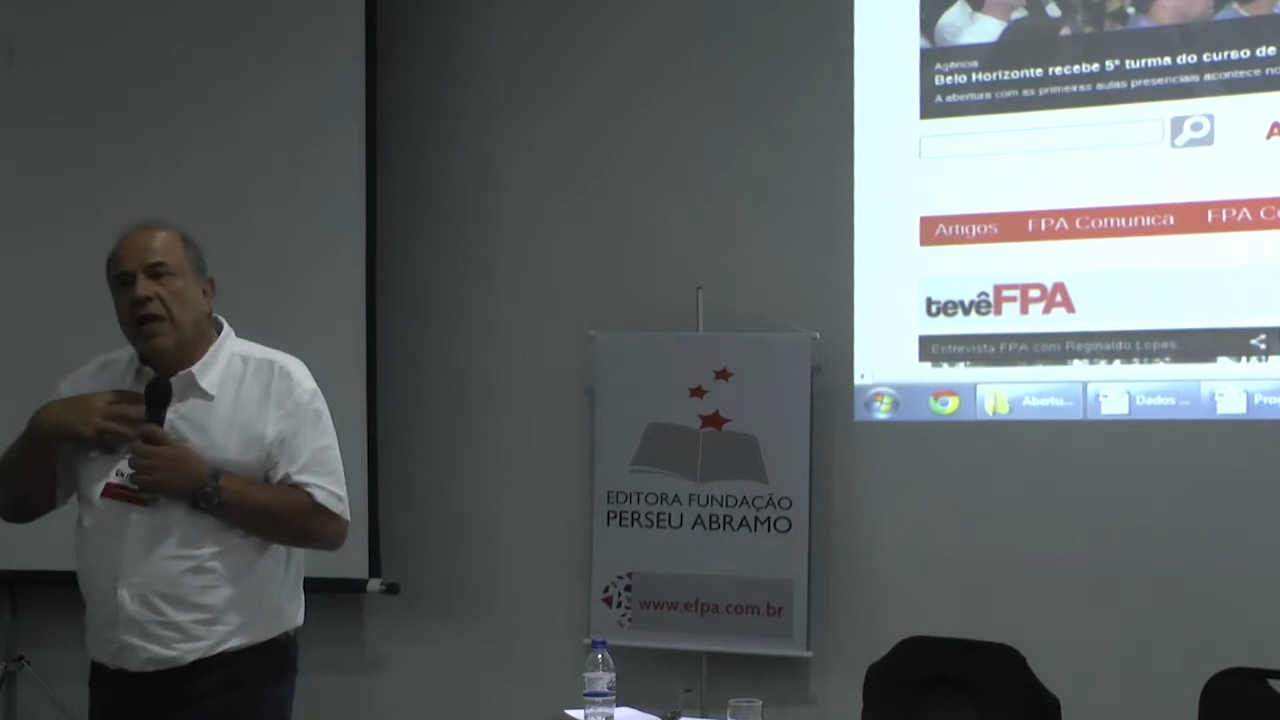 Agência
Belo Horizonte recebe 5ª turma do curso de
A abertura com as primeiras aulas presenciais acontece no
Artigos FPA Comunica FPA Co
tevêFPA
Entrevista FPA com Reginaldo Lopes
Abertu... Dados ... Pro
EDITORA FUNDAÇÃO
PERSEU ABRAMO
www.efpa.com.br